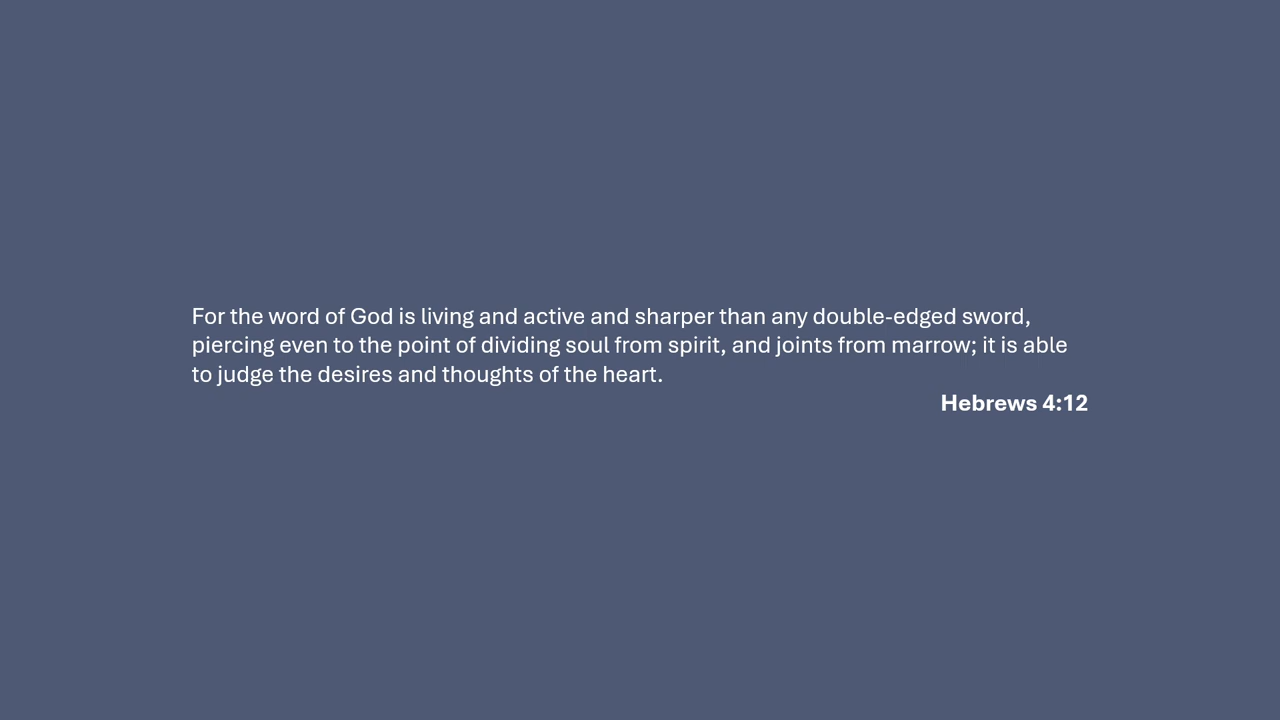 For the word of God is living and active and sharper than any double-edged sword,
piercing even to the point of dividing soul from spirit, and joints from marrow; it is able
to judge the desires and thoughts of the heart.
Hebrews 4:12